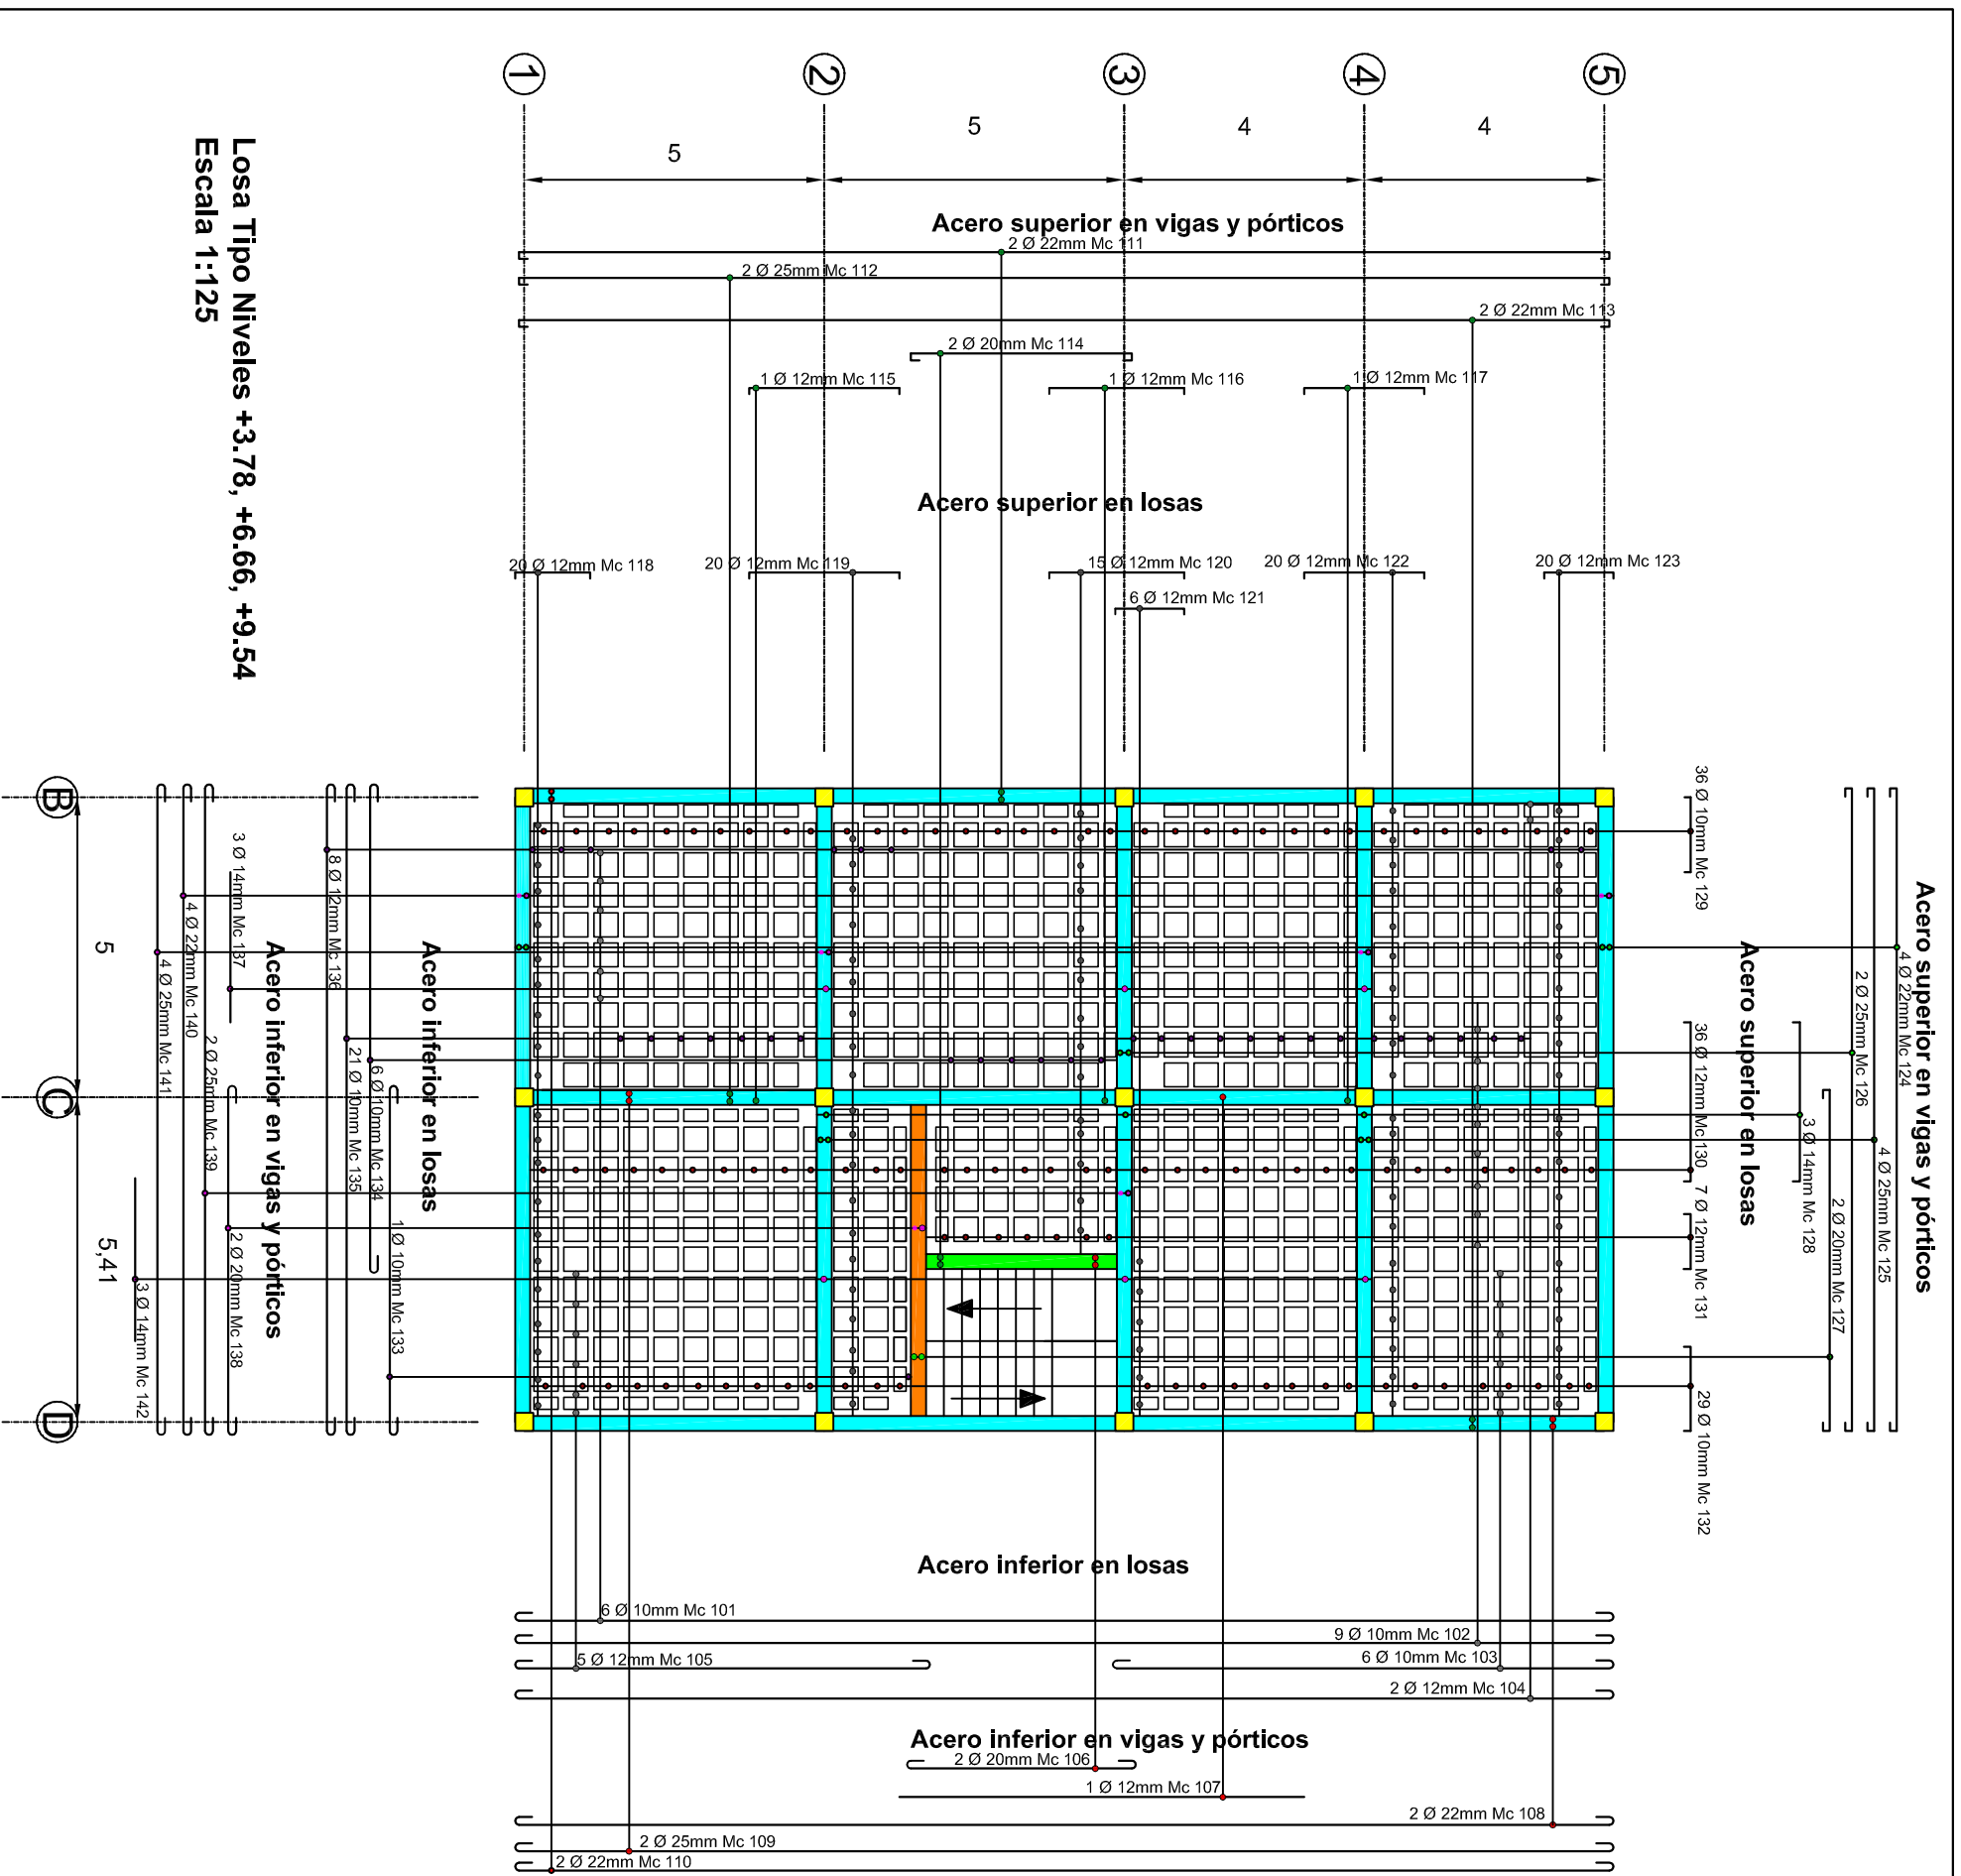 1
2
3
4
5
5
5
4
4
Acero superior en vigas y pórticos
2 Ø 22mm Mc 111
2 Ø 25mm Mc 112
2 Ø 22mm Mc 113
2 Ø 20mm Mc 114
1 Ø 12mm Mc 115
1 Ø 12mm Mc 116
1 Ø 12mm Mc 117
Acero superior en losas
20 Ø 12mm Mc 118
20 Ø 12mm Mc 119
15 Ø 12mm Mc 120
20 Ø 12mm Mc 122
20 Ø 12mm Mc 123
6 Ø 12mm Mc 121
Losa Tipo Niveles +3.78, +6.66, +9.54
Escala 1:125
Acero superior en vigas y pórticos
4 Ø 22mm Mc 124
4 Ø 25mm Mc 125
2 Ø 25mm Mc 126
2 Ø 20mm Mc 127
3 Ø 14mm Mc 128
Acero superior en losas
36 Ø 10mm Mc 129
36 Ø 12mm Mc 130
7 Ø 12mm Mc 131
29 Ø 10mm Mc 132
Acero inferior en losas
1 Ø 10mm Mc 133
6 Ø 10mm Mc 134
21 Ø 10mm Mc 135
8 Ø 12mm Mc 136
Acero inferior en vigas y pórticos
3 Ø 14mm Mc 137
2 Ø 20mm Mc 138
2 Ø 25mm Mc 139
4 Ø 22mm Mc 140
4 Ø 25mm Mc 141
3 Ø 14mm Mc 142
B
5
C
5,41
D
Acero inferior en losas
6 Ø 10mm Mc 101
9 Ø 10mm Mc 102
5 Ø 12mm Mc 105
6 Ø 10mm Mc 103
2 Ø 12mm Mc 104
Acero inferior en vigas y pórticos
2 Ø 20mm Mc 106
1 Ø 12mm Mc 107
2 Ø 22mm Mc 108
2 Ø 25mm Mc 109
2 Ø 22mm Mc 110